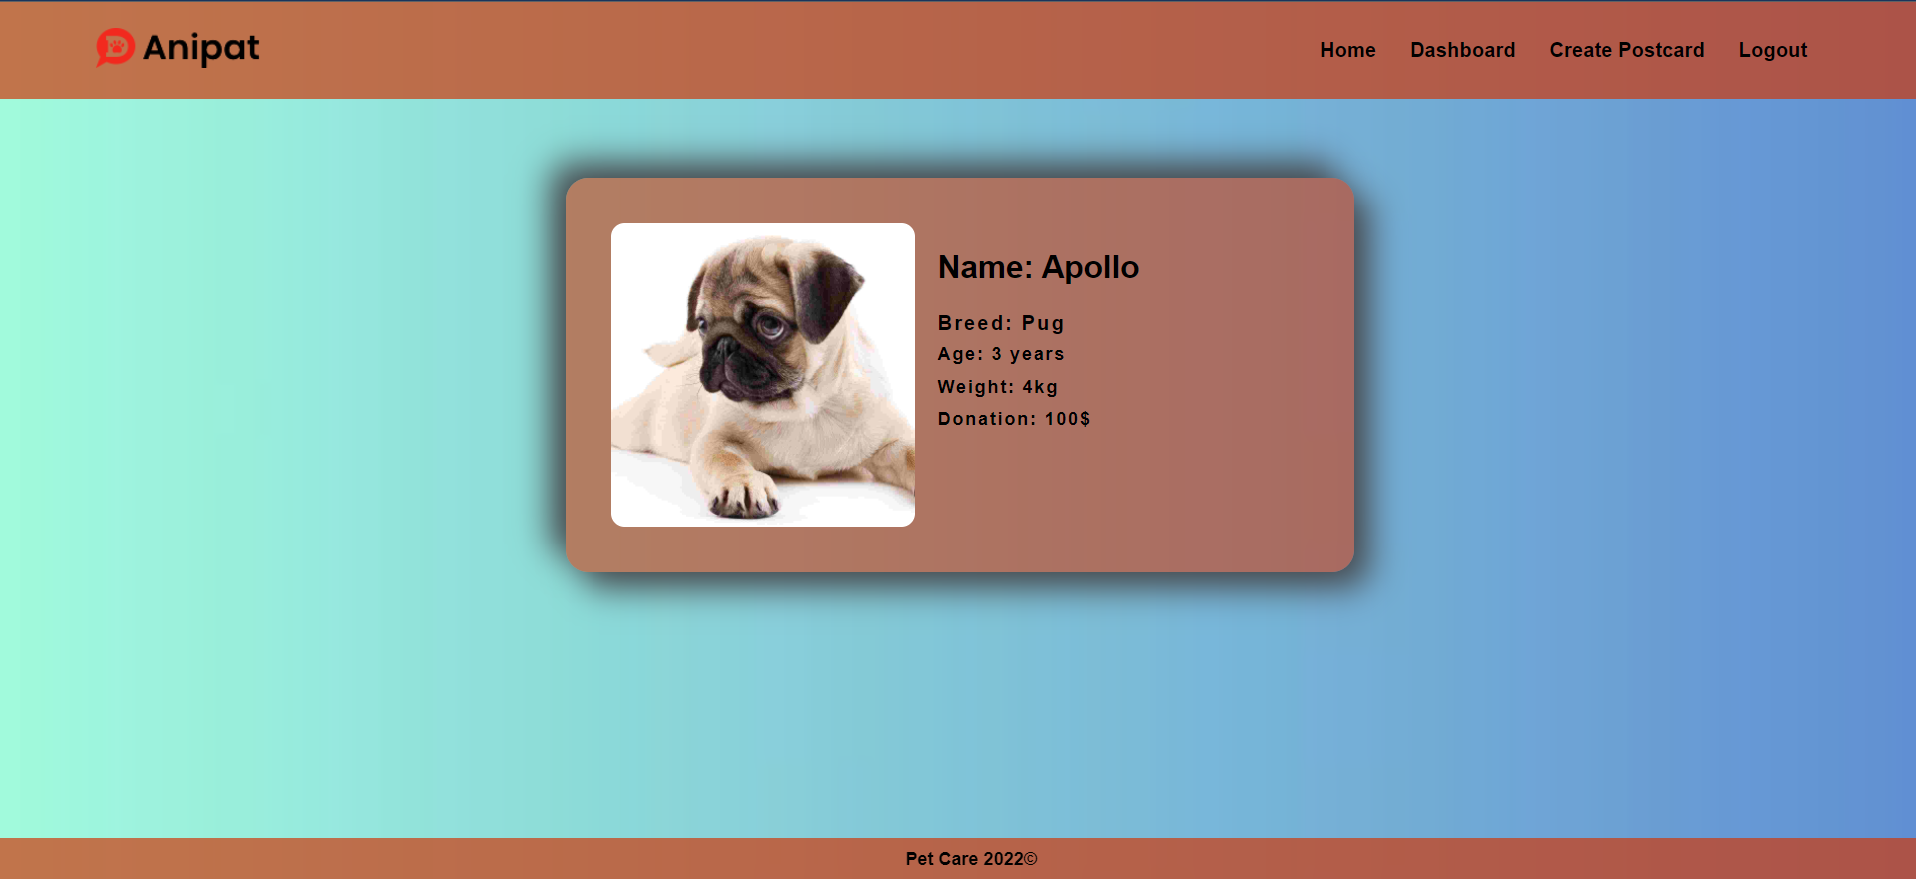 Anipat
Home Dashboard Create Postcard Logout
Name: Apollo
Breed: Pug
Age: 3 years
Weight: 4kg
Donation: 100$
Pet Care 2022©